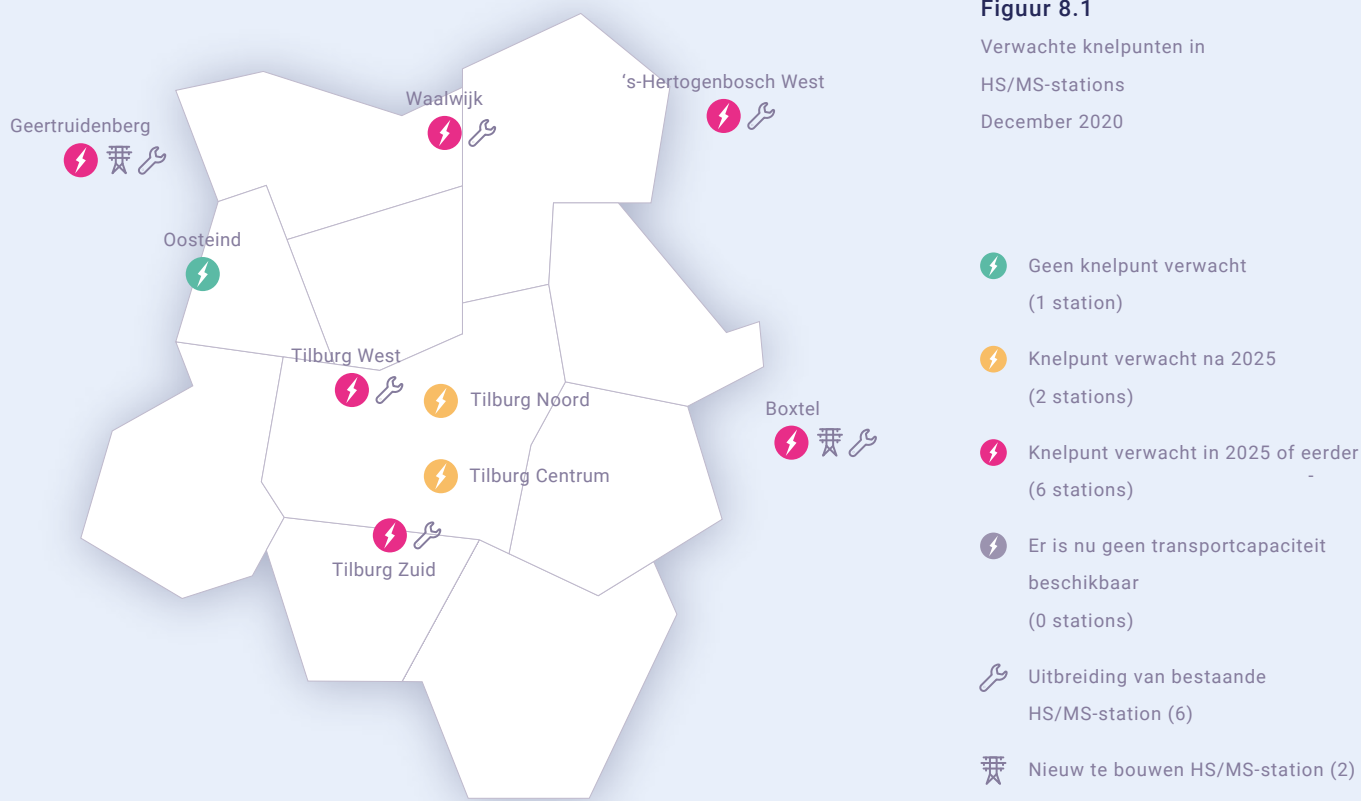 Figuur 8.1
Verwachte knelpunten in
HS/MS-stations
December 2020
‘s-Hertogenbosch West
Waalwijk
Geertruidenberg
Oosteind
Tilburg West
Tilburg Noord
Boxtel
Tilburg Centrum
Tilburg Zuid
Geen knelpunt verwacht
(1 station)
Knelpunt verwacht na 2025
(2 stations)
Knelpunt verwacht in 2025 of eerder
-
(6 stations)
Er is nu geen transportcapaciteit
beschikbaar
(0 stations)
Uitbreiding van bestaande
HS/MS-station (6)
Nieuw te bouwen HS/MS-station (2)